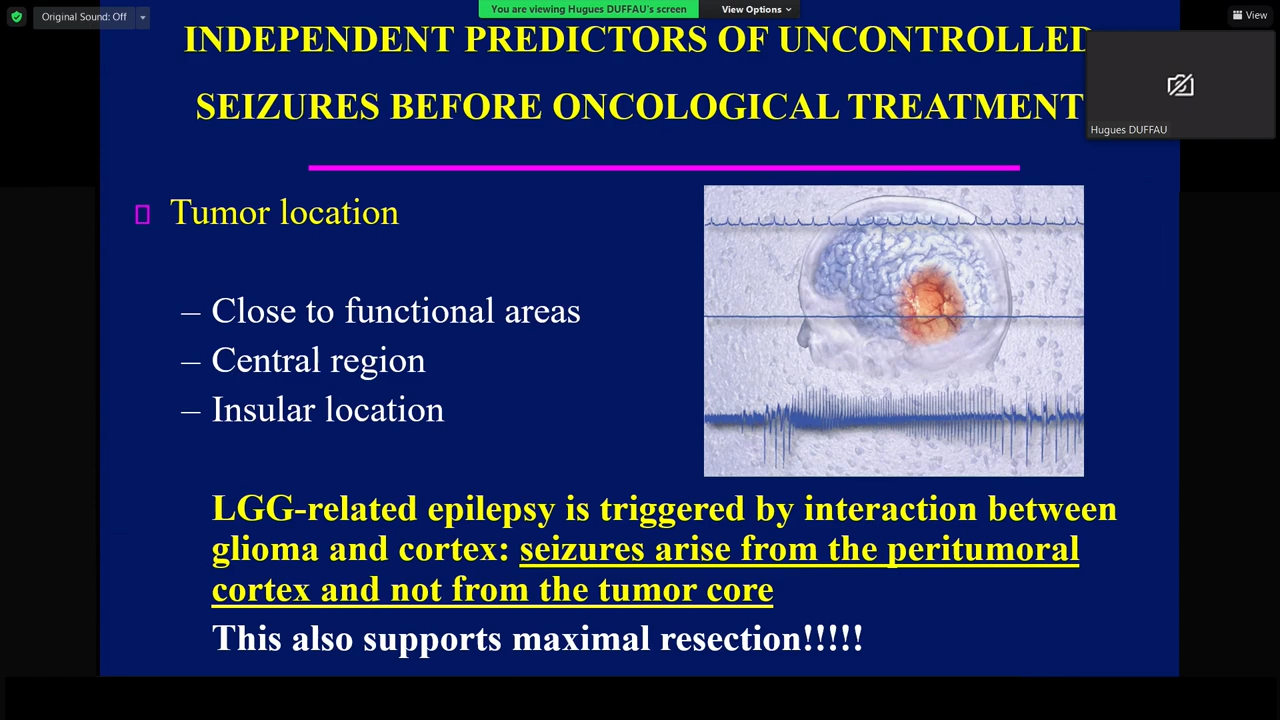 Original Sound: Off
You are viewing Hugues DUFFAU's screen
View Options
View
INDEPENDENT PREDICTORS OF UNCONTROLLED
SEIZURES BEFORE ONCOLOGICAL TREATMENT
Hugues DUFFAU
Tumor location
– Close to functional areas
– Central region
– Insular location
LGG-related epilepsy is triggered by interaction between
glioma and cortex: seizures arise from the peritumoral
cortex and not from the tumor core
This also supports maximal resection!!!!!